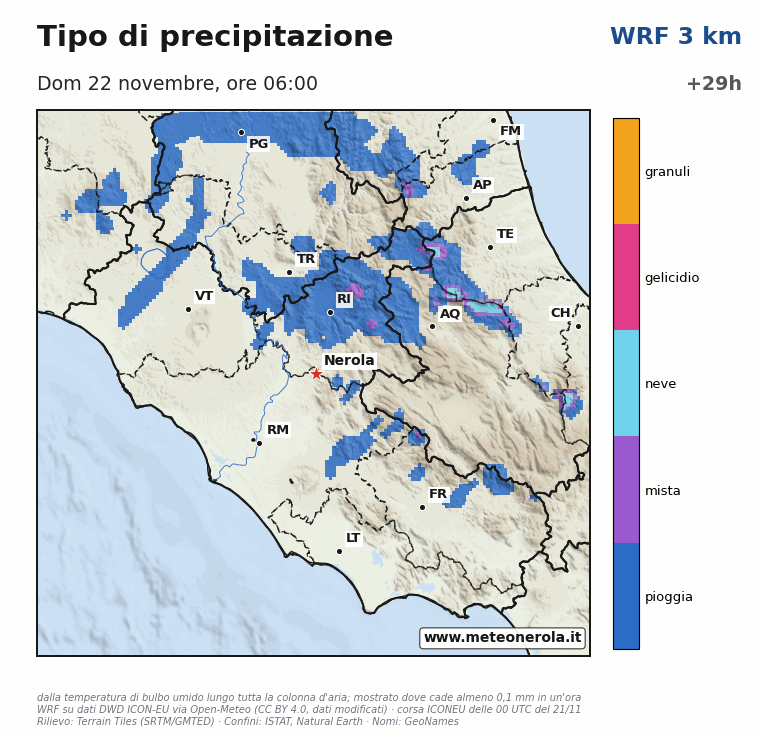 Tipo di precipitazione
WRF 3 km
Dom 22 novembre, ore 06:00
+29h
FM
PG
AP
TE
TR
VT
RI
AQ
CH
Nerola
RM
FR
LT
www.meteonerola.it
granuli
gelicidio
neve
mista
pioggia
dalla temperatura di bulbo umido lungo tutta la colonna d'aria; mostrato dove cade almeno 0,1 mm in un'ora
WRF su dati DWD ICON-EU via Open-Meteo (CC BY 4.0, dati modificati) · corsa ICONEU delle 00 UTC del 21/11
Rilievo: Terrain Tiles (SRTM/GMTED) · Confini: ISTAT, Natural Earth · Nomi: GeoNames